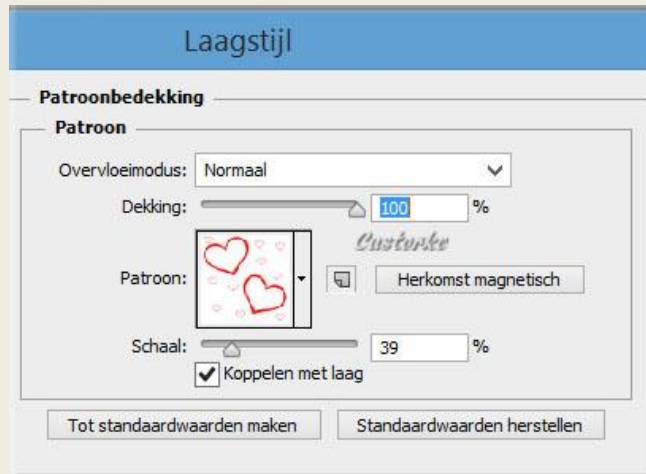 Laagstijl
Patroonbedekking
Patroon
Overvloeimodus: Normaal
Dekking: 100 %
Custonke
Patroon: Herkomst magnetisch
Schaal: 39 %
Koppelen met laag
Tot standaardwaarden maken Standaardwaarden herstellen